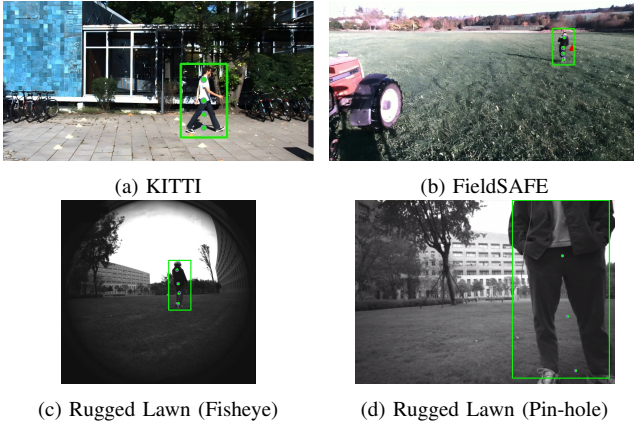 (a) KITTI
(b) FieldSAFE
(c) Rugged Lawn (Fisheye)
(d) Rugged Lawn (Pin-hole)